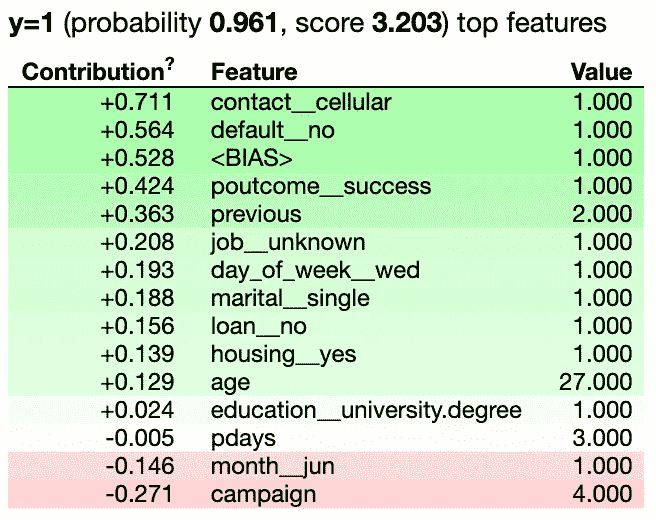 y=1 (probability 0.961, score 3.203) top features
Contribution? Feature Value
+0.711 contact__cellular 1.000
+0.564 default__no 1.000
+0.528 <BIAS> 1.000
+0.424 poutcome__success 1.000
+0.363 previous 2.000
+0.208 job__unknown 1.000
+0.193 day_of_week__wed 1.000
+0.188 marital__single 1.000
+0.156 loan__no 1.000
+0.139 housing__yes 1.000
+0.129 age 27.000
+0.024 education__university.degree 1.000
-0.005 pdays 3.000
-0.146 month__jun 1.000
-0.271 campaign 4.000